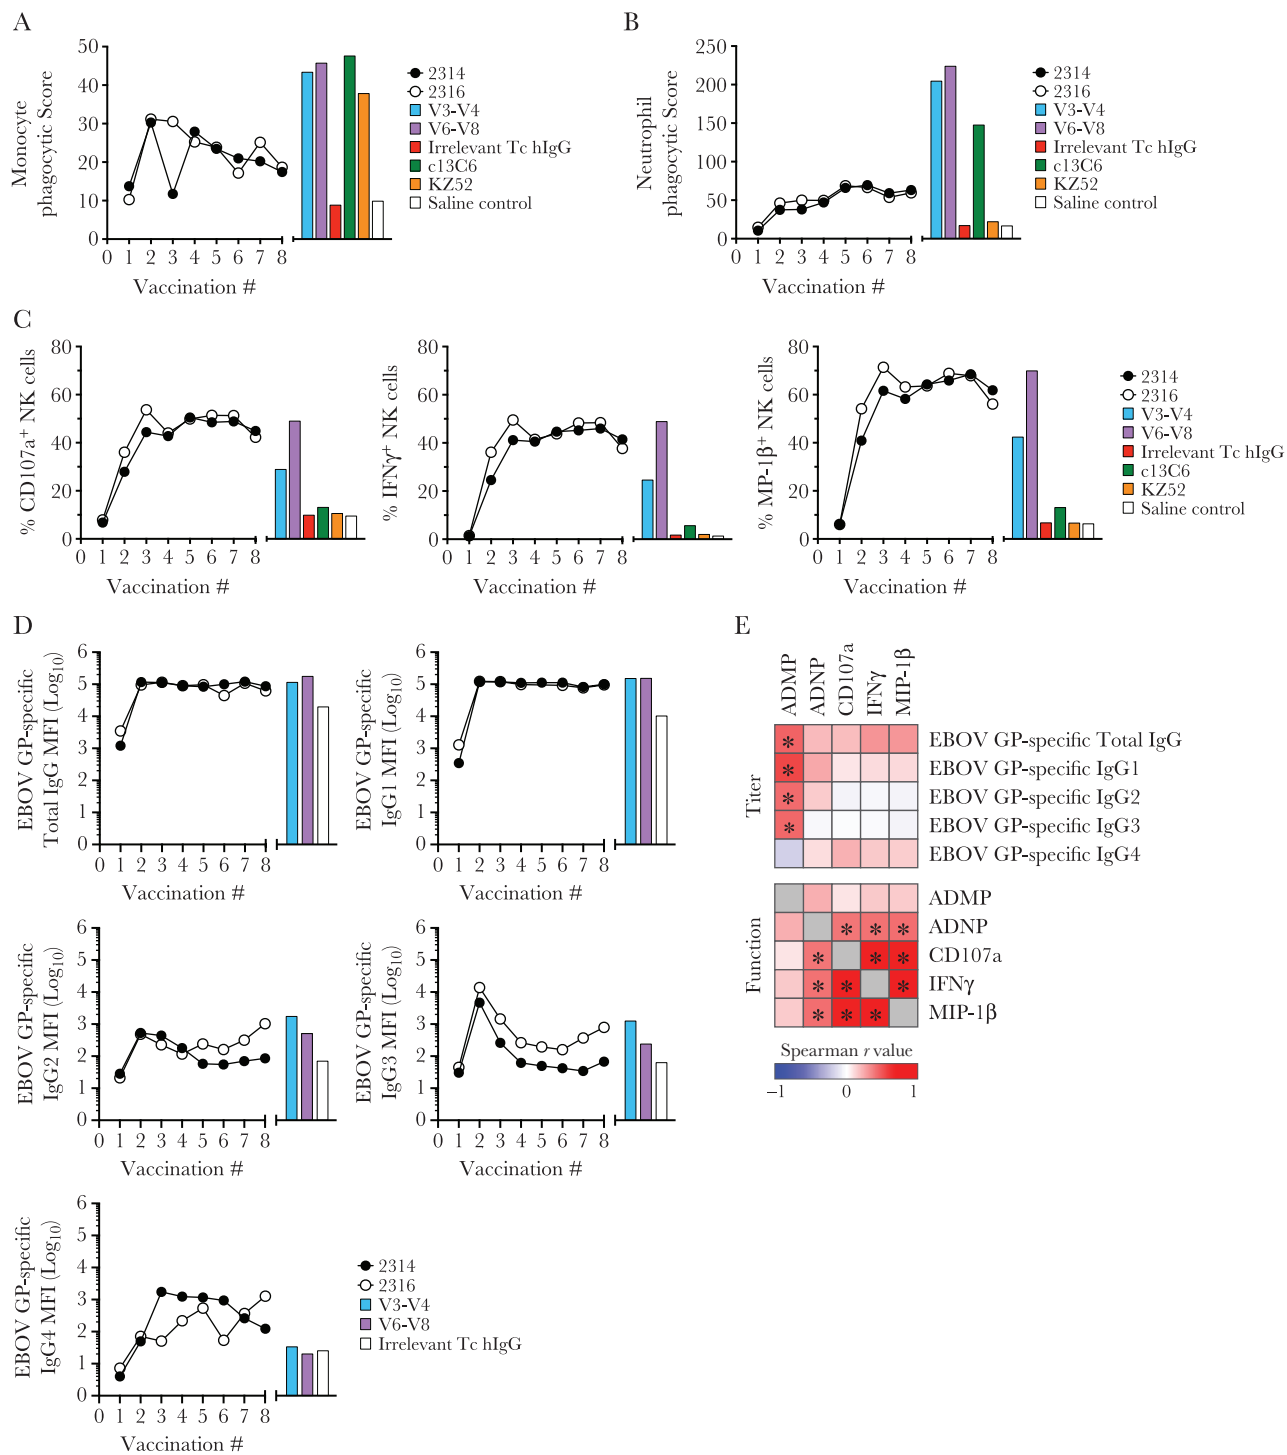 A
Monocyte
phagocytic Score
50
40
30
20
10
0
0 1 2 3 4 5 6 7 8
Vaccination #
2314
2316
V3-V4
V6-V8
Irrelevant Tc hIgG
c13C6
KZ52
Saline control
B
Neutrophil
phagocytic Score
250
200
150
100
50
0
0 1 2 3 4 5 6 7 8
Vaccination #
2314
2316
V3-V4
V6-V8
Irrelevant Tc hIgG
c13C6
KZ52
Saline control
C
% CD107a⁺ NK cells
80
60
40
20
0
0 1 2 3 4 5 6 7 8
Vaccination #
% IFNγ⁺ NK cells
80
60
40
20
0
0 1 2 3 4 5 6 7 8
Vaccination #
% MP-1β⁺ NK cells
80
60
40
20
0
0 1 2 3 4 5 6 7 8
Vaccination #
2314
2316
V3-V4
V6-V8
Irrelevant Tc hIgG
c13C6
KZ52
Saline control
D
EBOV GP-specific
Total IgG MFI (Log₁₀)
6
5
4
3
2
1
0
0 1 2 3 4 5 6 7 8
Vaccination #
EBOV GP-specific
IgG1 MFI (Log₁₀)
6
5
4
3
2
1
0
0 1 2 3 4 5 6 7 8
Vaccination #
EBOV GP-specific
IgG2 MFI (Log₁₀)
6
5
4
3
2
1
0
0 1 2 3 4 5 6 7 8
Vaccination #
EBOV GP-specific
IgG3 MFI (Log₁₀)
6
5
4
3
2
1
0
0 1 2 3 4 5 6 7 8
Vaccination #
EBOV GP-specific
IgG4 MFI (Log₁₀)
6
5
4
3
2
1
0
0 1 2 3 4 5 6 7 8
Vaccination #
2314
2316
V3-V4
V6-V8
Irrelevant Tc hIgG
E
ADMP
ADNP
CD107a
IFNγ
MIP-1β
Titer
* EBOV GP-specific Total IgG
* EBOV GP-specific IgG1
* EBOV GP-specific IgG2
* EBOV GP-specific IgG3
EBOV GP-specific IgG4
Function
ADMP
* * * ADNP
* * * CD107a
* * * IFNγ
* * * MIP-1β
Spearman r value
−1 0 1